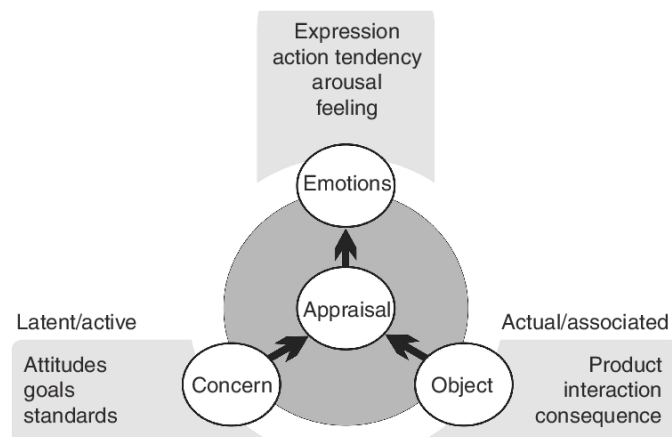 Expression
action tendency
arousal
feeling
Emotions
Appraisal
Latent/active
Actual/associated
Attitudes
goals
standards
Concern
Object
Product
interaction
consequence